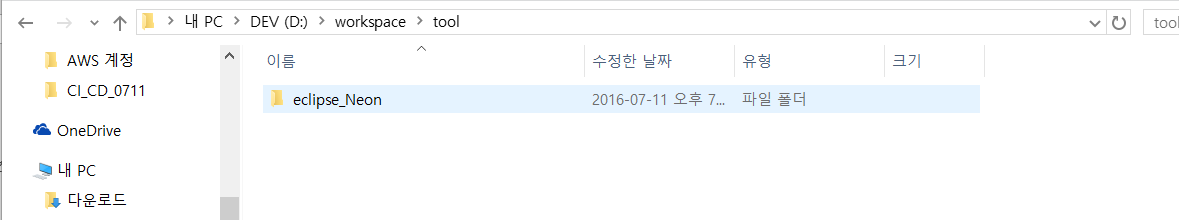 내 PC > DEV (D:) > workspace > tool
tool
AWS 계정
CI_CD_0711
OneDrive
내 PC
다운로드
이름 수정한 날짜 유형 크기
eclipse_Neon 2016-07-11 오후 7... 파일 폴더